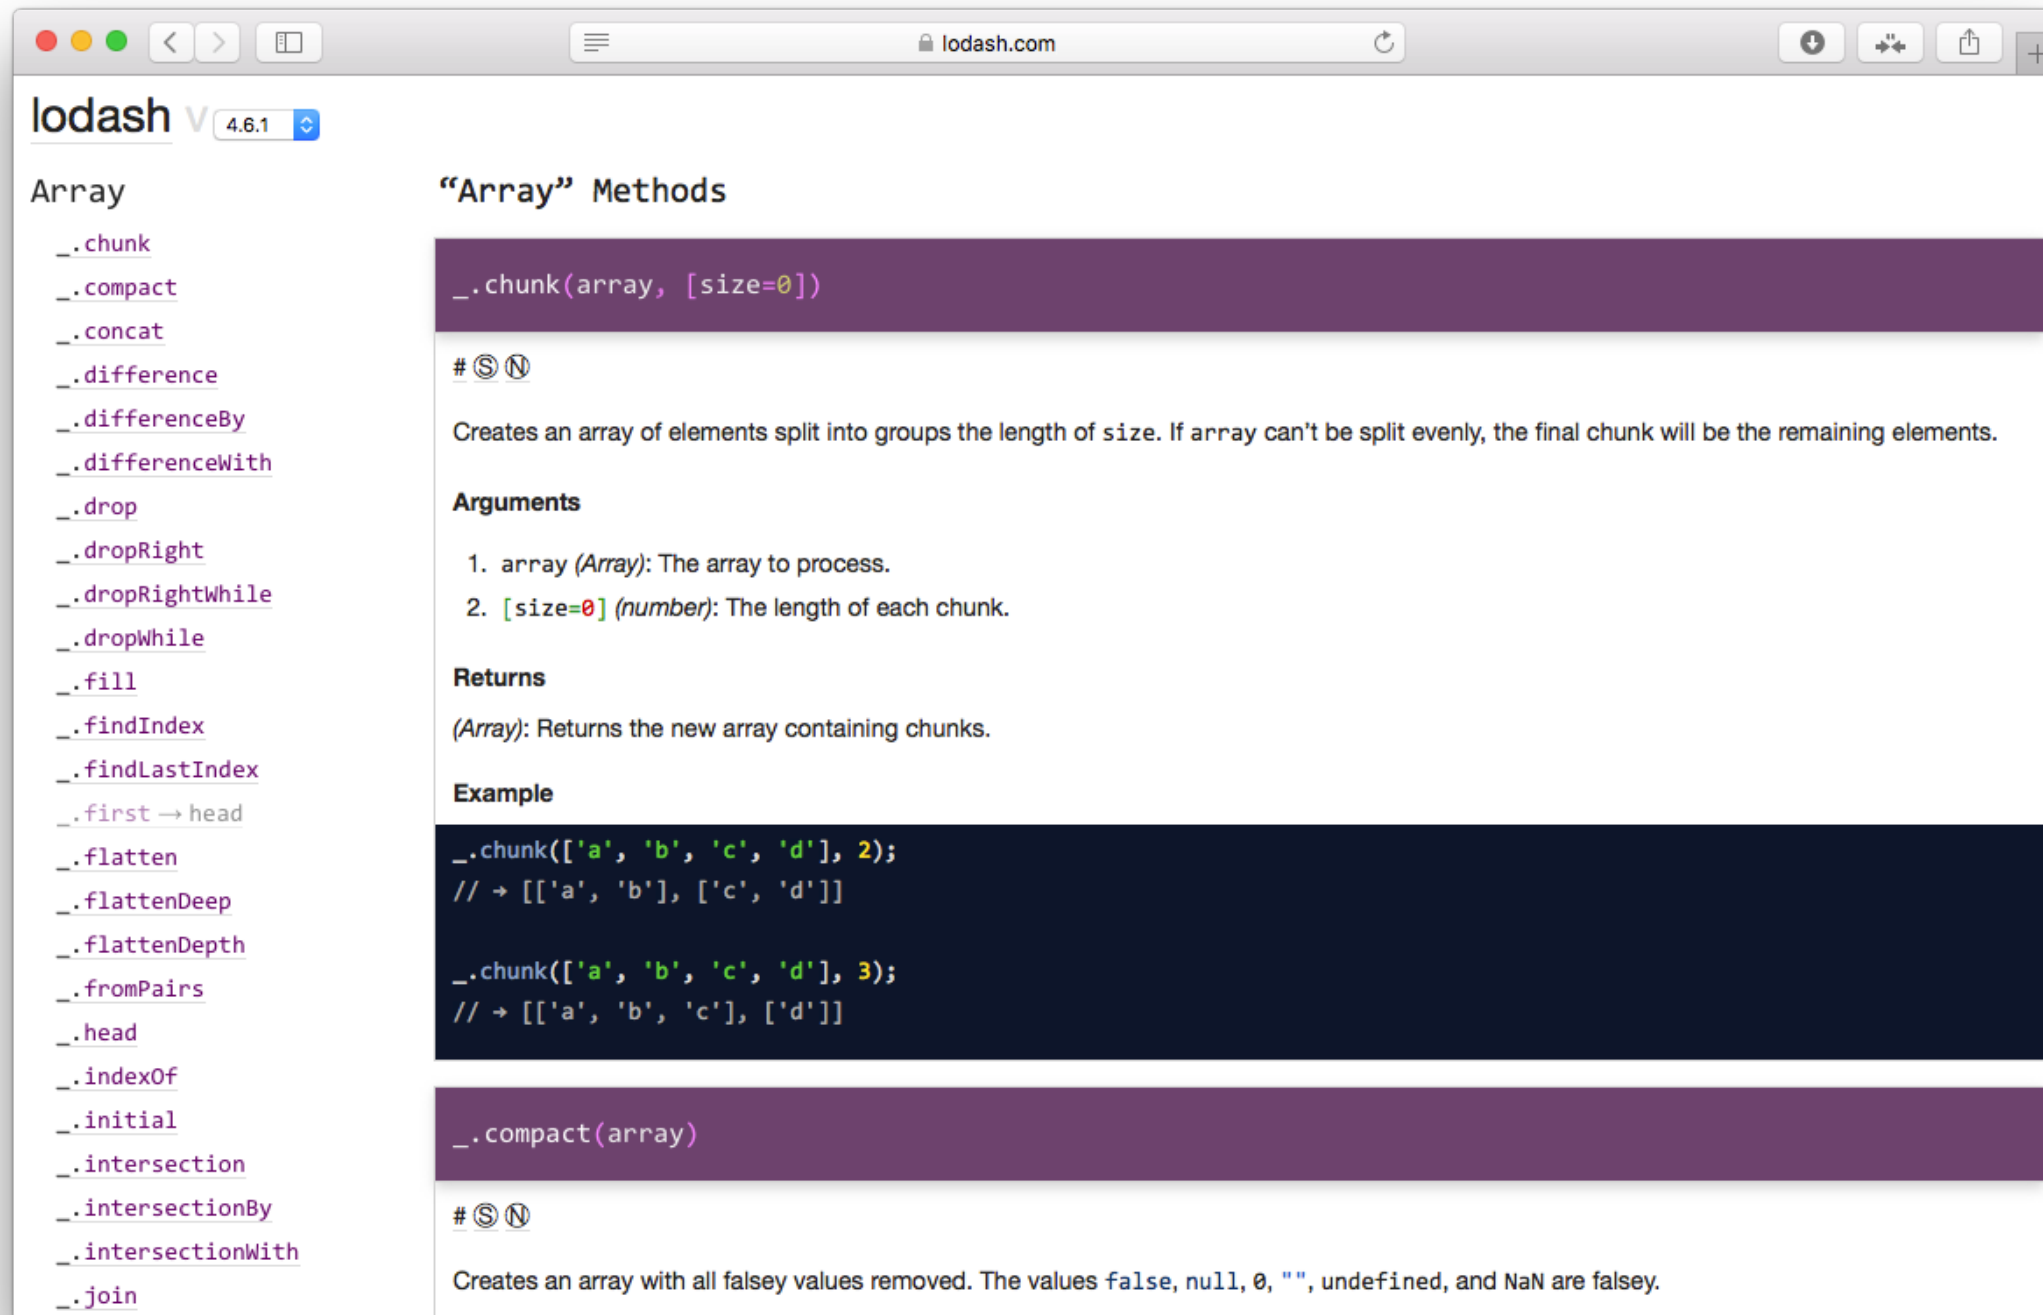 lodash.com
lodash v 4.6.1
Array
_.chunk
_.compact
_.concat
_.difference
_.differenceBy
_.differenceWith
_.drop
_.dropRight
_.dropRightWhile
_.dropWhile
_.fill
_.findIndex
_.findLastIndex
_.first → head
_.flatten
_.flattenDeep
_.flattenDepth
_.fromPairs
_.head
_.indexOf
_.initial
_.intersection
_.intersectionBy
_.intersectionWith
_.join
“Array” Methods
_.chunk(array, [size=0])
# Ⓢ Ⓝ
Creates an array of elements split into groups the length of size. If array can’t be split evenly, the final chunk will be the remaining elements.
Arguments
1. array (Array): The array to process.
2. [size=0] (number): The length of each chunk.
Returns
(Array): Returns the new array containing chunks.
Example
_.chunk(['a', 'b', 'c', 'd'], 2);
// → [['a', 'b'], ['c', 'd']]
_.chunk(['a', 'b', 'c', 'd'], 3);
// → [['a', 'b', 'c'], ['d']]
_.compact(array)
# Ⓢ Ⓝ
Creates an array with all falsey values removed. The values false, null, 0, "", undefined, and NaN are falsey.